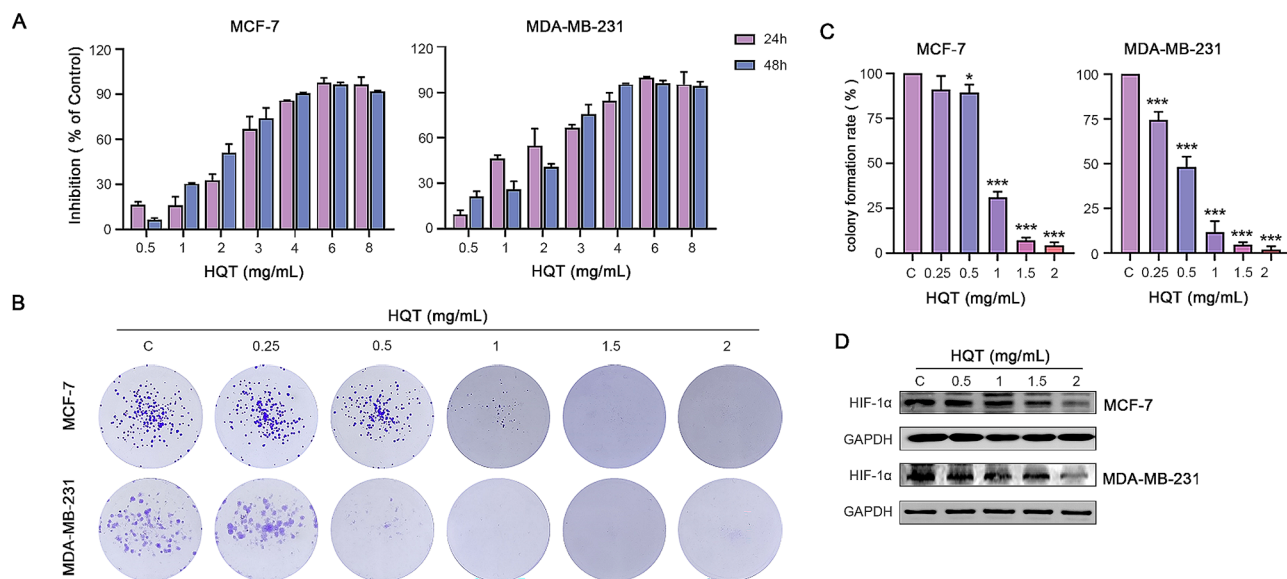 A
MCF-7
MDA-MB-231
24h
48h
Inhibition ( % of Control)
120
90
60
30
0
0.5 1 2 3 4 6 8
HQT (mg/mL)
120
90
60
30
0
0.5 1 2 3 4 6 8
HQT (mg/mL)
C
MCF-7
MDA-MB-231
colony formation rate ( % )
100
75
50
25
0
*
***
***
***
C 0.25 0.5 1 1.5 2
HQT (mg/mL)
100
75
50
25
0
***
***
***
***
***
C 0.25 0.5 1 1.5 2
HQT (mg/mL)
B
HQT (mg/mL)
C 0.25 0.5 1 1.5 2
MCF-7
MDA-MB-231
D
HQT (mg/mL)
C 0.5 1 1.5 2
HIF-1α MCF-7
GAPDH
HIF-1α MDA-MB-231
GAPDH